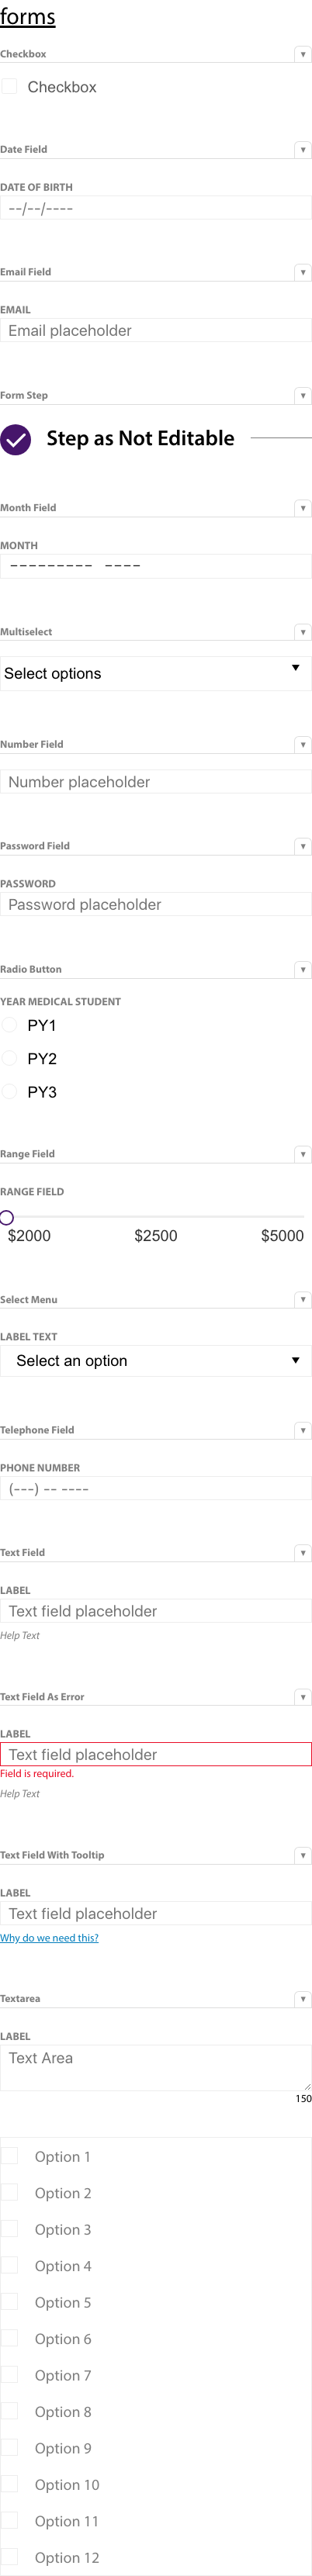 forms
Checkbox
Checkbox
Date Field
DATE OF BIRTH
--/--/----
Email Field
EMAIL
Email placeholder
Form Step
Step as Not Editable
Month Field
MONTH
--------- ----
Multiselect
Select options
Number Field
Number placeholder
Password Field
PASSWORD
Password placeholder
Radio Button
YEAR MEDICAL STUDENT
PY1
PY2
PY3
Range Field
RANGE FIELD
$2000 $2500 $5000
Select Menu
LABEL TEXT
Select an option
Telephone Field
PHONE NUMBER
(---) -- ----
Text Field
LABEL
Text field placeholder
Help Text
Text Field As Error
LABEL
Text field placeholder
Field is required.
Help Text
Text Field With Tooltip
LABEL
Text field placeholder
Why do we need this?
Textarea
LABEL
Text Area
150
Option 1
Option 2
Option 3
Option 4
Option 5
Option 6
Option 7
Option 8
Option 9
Option 10
Option 11
Option 12